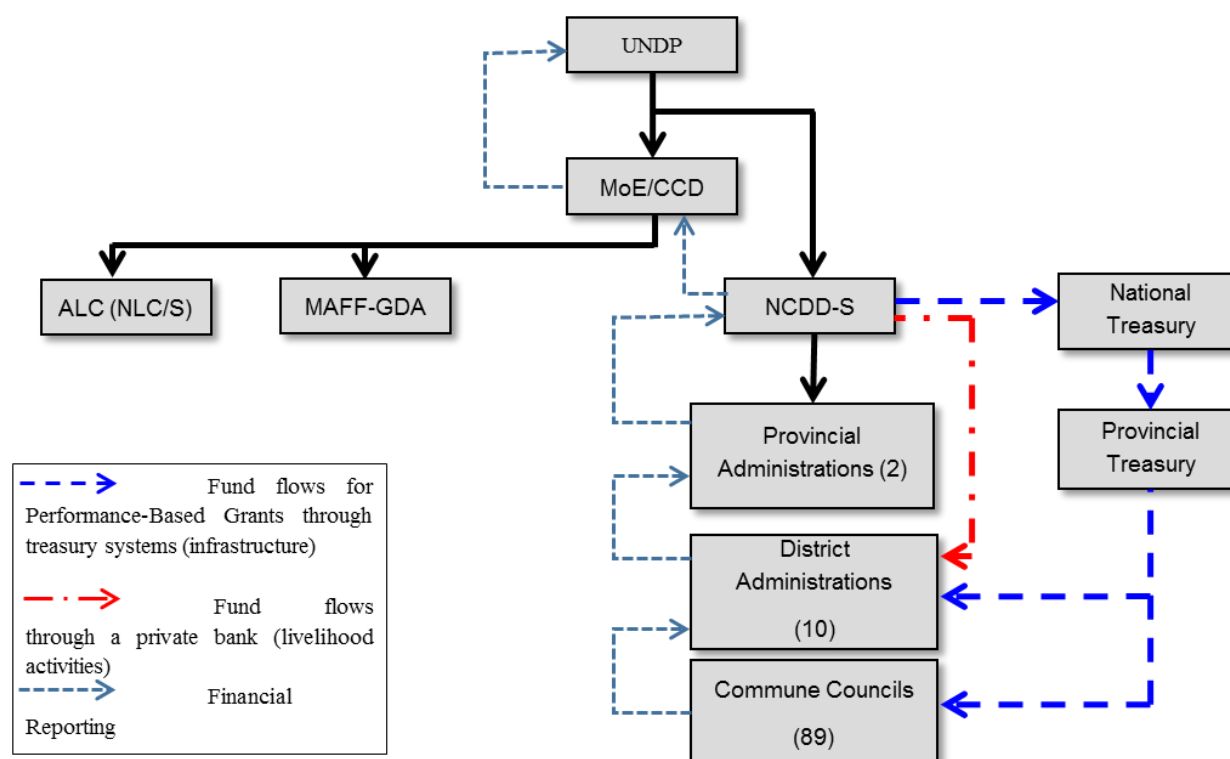 UNDP
MoE/CCD
ALC (NLC/S)
MAFF-GDA
NCDD-S
National
Treasury
Provincial
Administrations (2)
Provincial
Treasury
District
Administrations
(10)
Commune Councils
(89)
Fund flows for
Performance-Based Grants through
treasury systems (infrastructure)
Fund flows
through a private bank (livelihood
activities)
Financial
Reporting